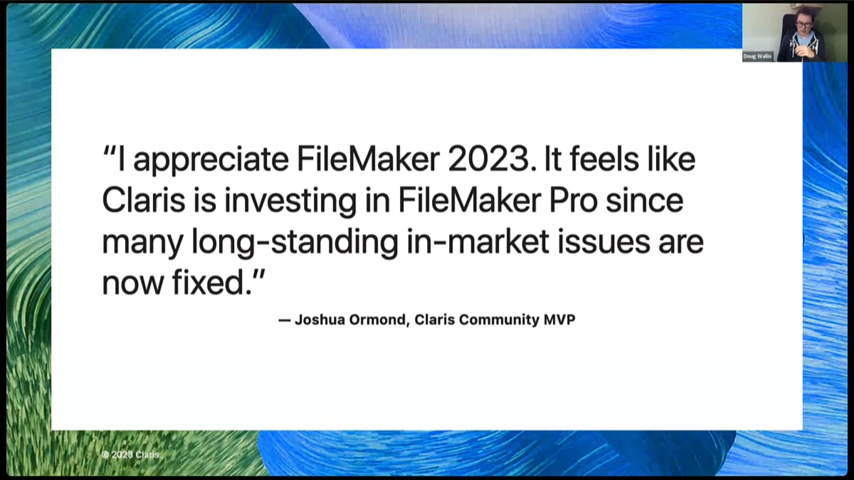 Doug Wallis
“I appreciate FileMaker 2023. It feels like
Claris is investing in FileMaker Pro since
many long-standing in-market issues are
now fixed.”
— Joshua Ormond, Claris Community MVP
© 2023 Claris